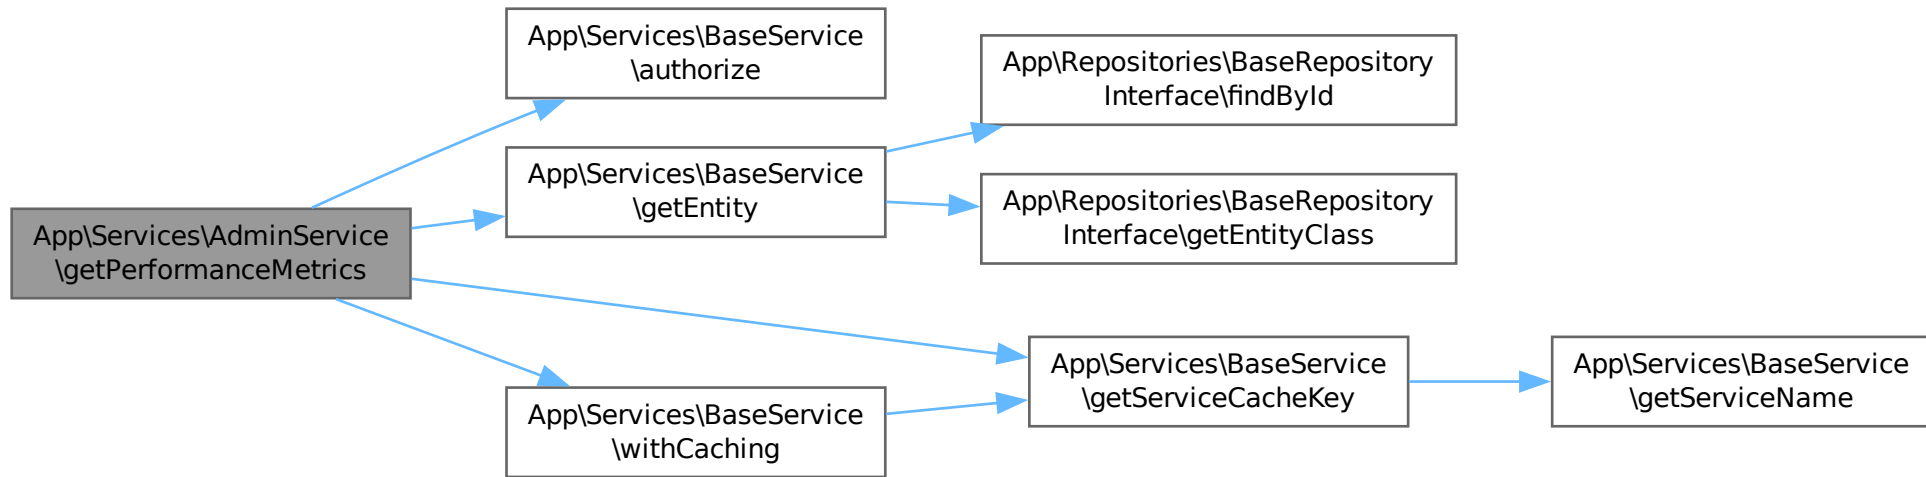 App\Services\AdminService
\getPerformanceMetrics
App\Services\BaseService
\authorize
App\Services\BaseService
\getEntity
App\Repositories\BaseRepository
Interface\findById
App\Repositories\BaseRepository
Interface\getEntityClass
App\Services\BaseService
\getServiceCacheKey
App\Services\BaseService
\getServiceName
App\Services\BaseService
\withCaching